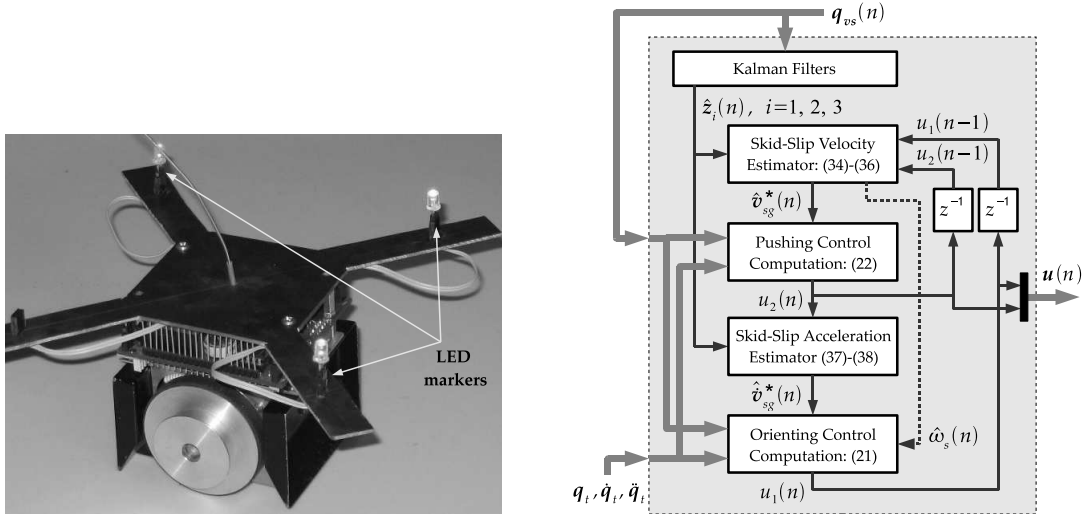 LED
markers
q_vs(n)
Kalman Filters
ẑ_i(n), i=1, 2, 3
u_1(n−1)
Skid-Slip Velocity
Estimator: (34)-(36)
u_2(n−1)
v̂*_sg(n)
z⁻¹ z⁻¹
Pushing Control
Computation: (22)
u(n)
u_2(n)
Skid-Slip Acceleration
Estimator (37)-(38)
v̂̇*_sg(n)
Orienting Control
Computation: (21)
ω̂_s(n)
q_t, q̇_t, q̈_t
u_1(n)